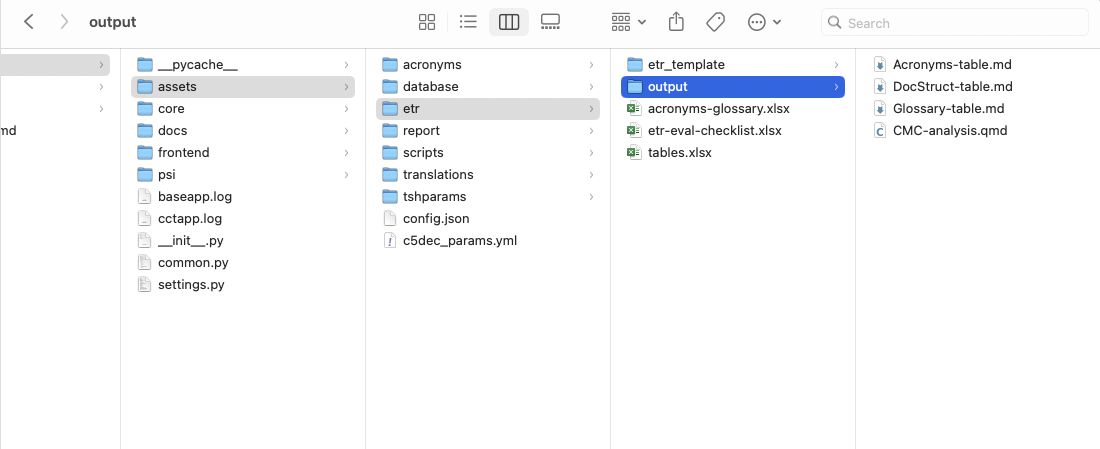 output
Search
md
__pycache__
assets
core
docs
frontend
psi
baseapp.log
cctapp.log
__init__.py
common.py
settings.py
acronyms
database
etr
report
scripts
translations
tshparams
config.json
c5dec_params.yml
etr_template
output
acronyms-glossary.xlsx
etr-eval-checklist.xlsx
tables.xlsx
Acronyms-table.md
DocStruct-table.md
Glossary-table.md
CMC-analysis.qmd